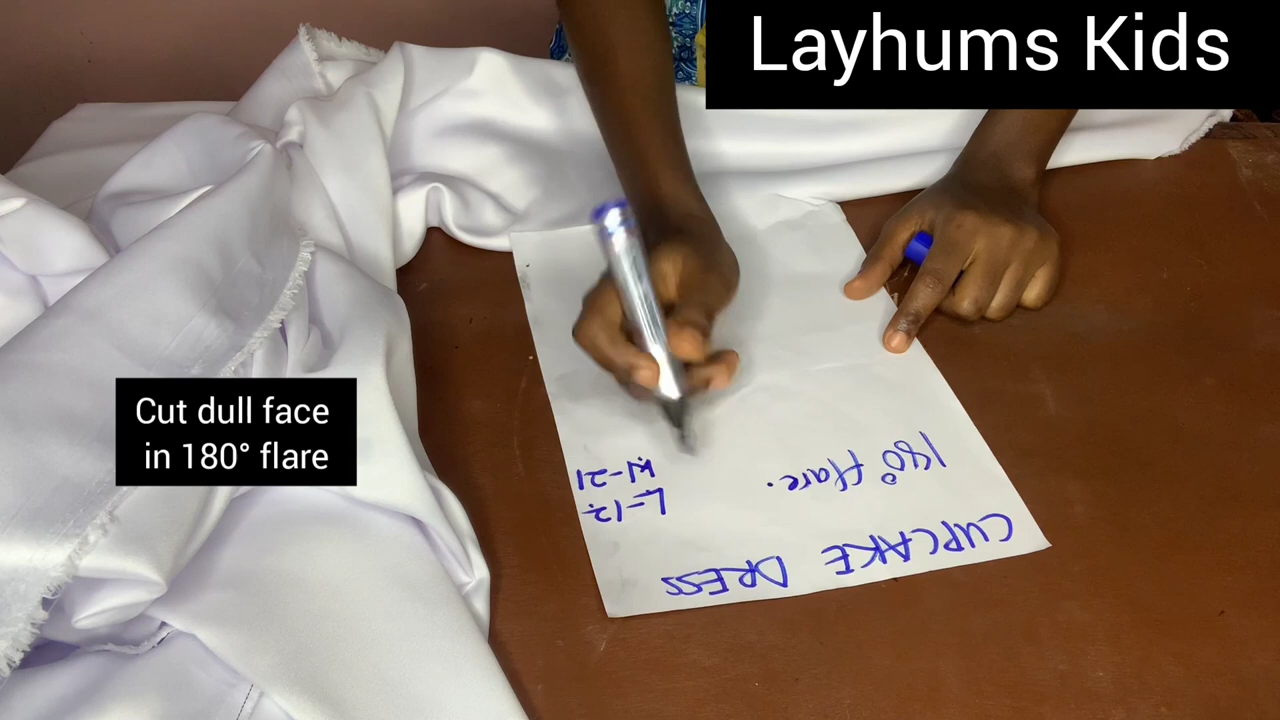 Layhums Kids
Cut dull face
in 180° flare
CUPCAKE DRESS
180° flare.
L-12
W-21